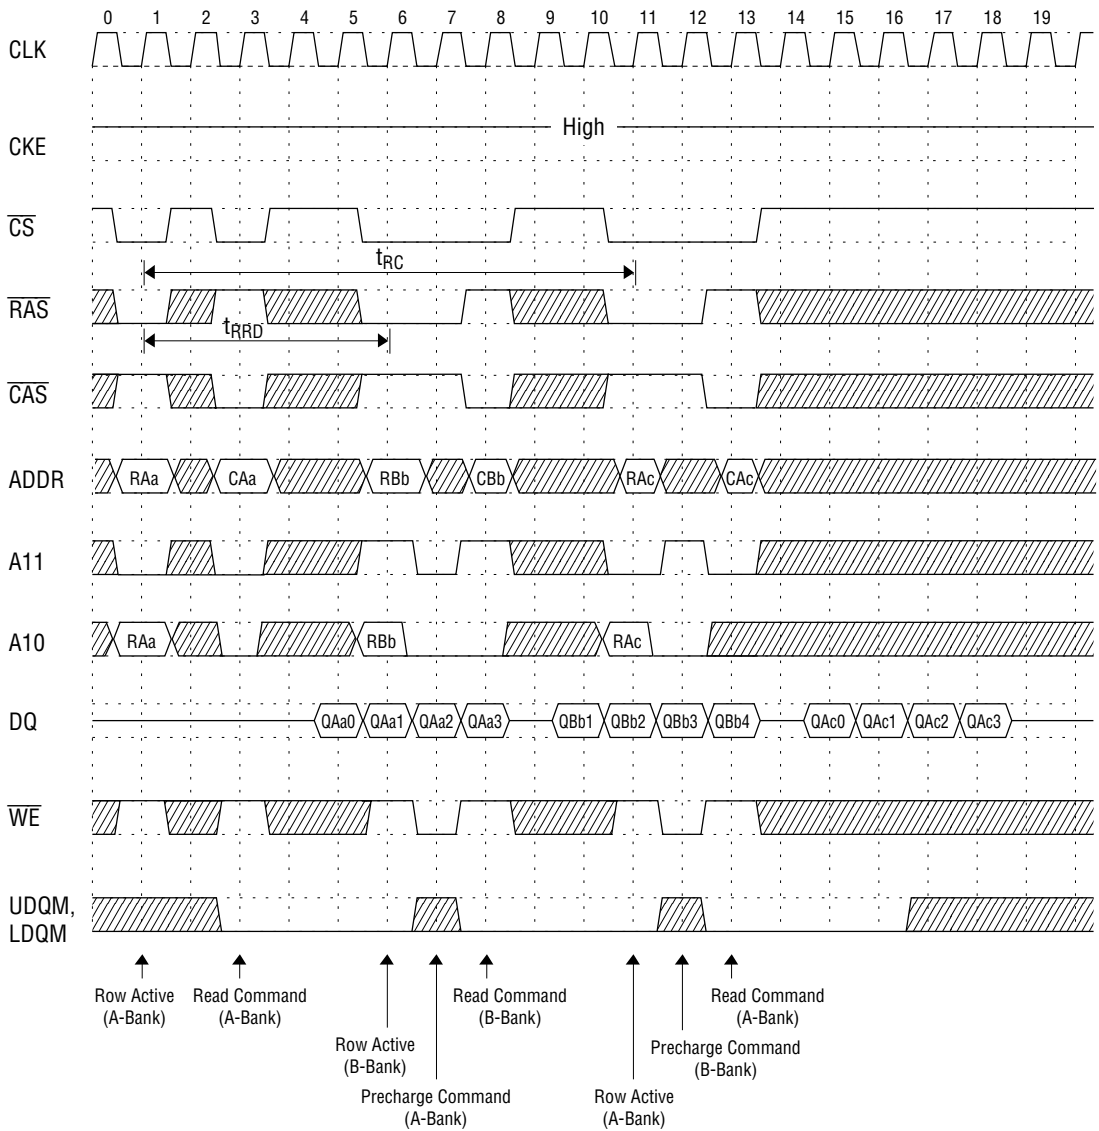 0 1 2 3 4 5 6 7 8 9 10 11 12 13 14 15 16 17 18 19
CLK
High
CKE
CS
tRC
RAS
tRRD
CAS
ADDR RAa CAa RBb CBb RAc CAc
A11
A10 RAa RBb RAc
DQ QAa0 QAa1 QAa2 QAa3 QBb1 QBb2 QBb3 QBb4 QAc0 QAc1 QAc2 QAc3
WE
UDQM,
LDQM
Row Active
(A-Bank)
Read Command
(A-Bank)
Row Active
(B-Bank)
Precharge Command
(A-Bank)
Read Command
(B-Bank)
Row Active
(A-Bank)
Precharge Command
(B-Bank)
Read Command
(A-Bank)